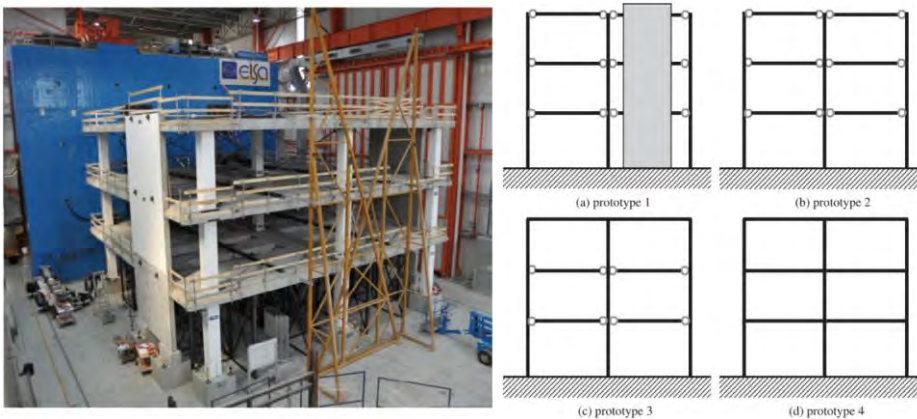 elsa
(a) prototype 1
(b) prototype 2
(c) prototype 3
(d) prototype 4